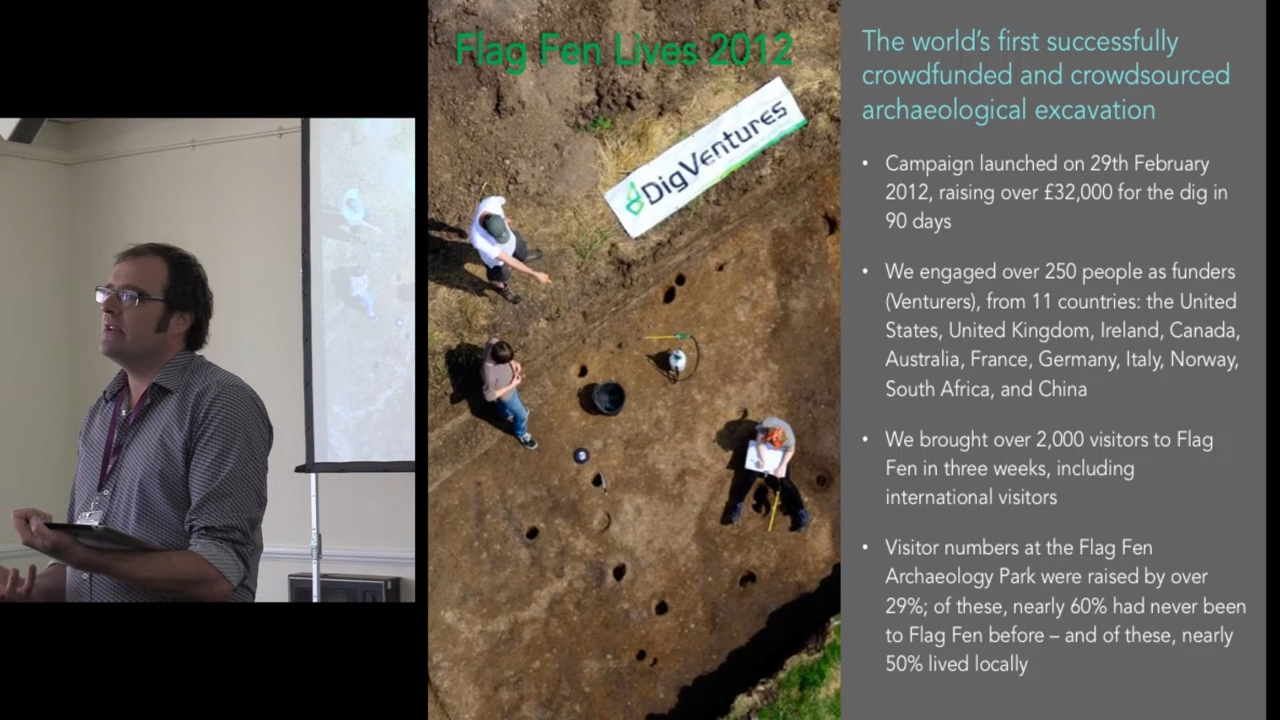 Flag Fen Lives 2012
DigVentures
The world's first successfully
crowdfunded and crowdsourced
archaeological excavation
• Campaign launched on 29th February
2012, raising over £32,000 for the dig in
90 days
• We engaged over 250 people as funders
(Venturers), from 11 countries: the United
States, United Kingdom, Ireland, Canada,
Australia, France, Germany, Italy, Norway,
South Africa, and China
• We brought over 2,000 visitors to Flag
Fen in three weeks, including
international visitors
• Visitor numbers at the Flag Fen
Archaeology Park were raised by over
29%; of these, nearly 60% had never been
to Flag Fen before – and of these, nearly
50% lived locally